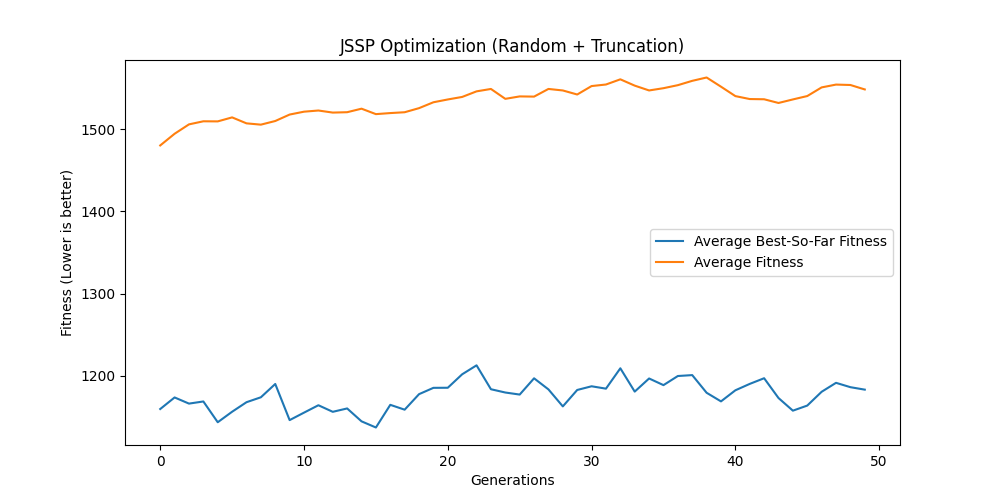 JSSP Optimization (Random + Truncation)
Fitness (Lower is better)
1500
1400
1300
1200
Average Best-So-Far Fitness
Average Fitness
0 10 20 30 40 50
Generations